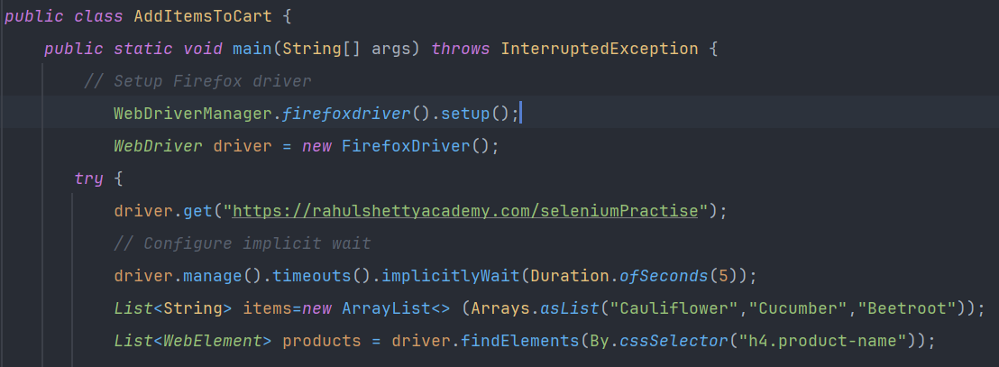 public class AddItemsToCart {
public static void main(String[] args) throws InterruptedException {
// Setup Firefox driver
WebDriverManager.firefoxdriver().setup();
WebDriver driver = new FirefoxDriver();
try {
driver.get("https://rahulshettyacademy.com/seleniumPractise");
// Configure implicit wait
driver.manage().timeouts().implicitlyWait(Duration.ofSeconds(5));
List<String> items=new ArrayList<> (Arrays.asList("Cauliflower","Cucumber","Beetroot"));
List<WebElement> products = driver.findElements(By.cssSelector("h4.product-name"));